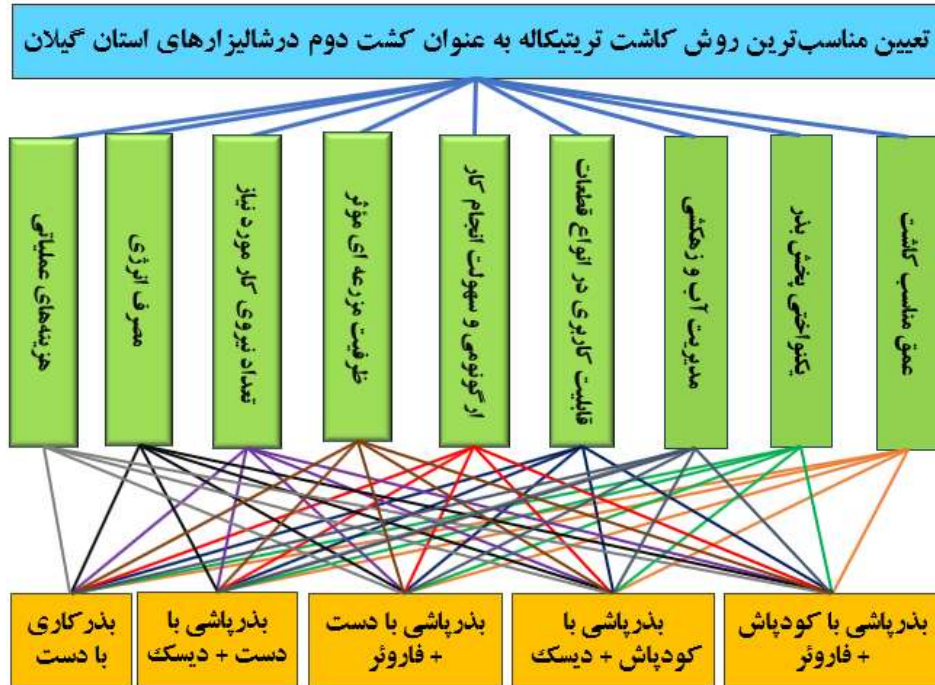 تعیین مناسب‌ترین روش کاشت تریتیکاله به عنوان کشت دوم درشالیزارهای استان گیلان
عمق مناسب کاشت
یکنواختی پخش بذر
مدیریت آب و زهکشی
قابلیت کاربری در انواع قطعات
ارگونومی و سهولت انجام کار
ظرفیت مزرعه ای مؤثر
تعداد نیروی کار مورد نیاز
مصرف انرژی
هزینه‌های عملیاتی
بذرپاشی با کودپاش
+ فاروئر
بذرپاشی با
کودپاش + دیسک
بذرپاشی با دست
+ فاروئر
بذرپاشی با
دست + دیسک
بذرکاری
با دست